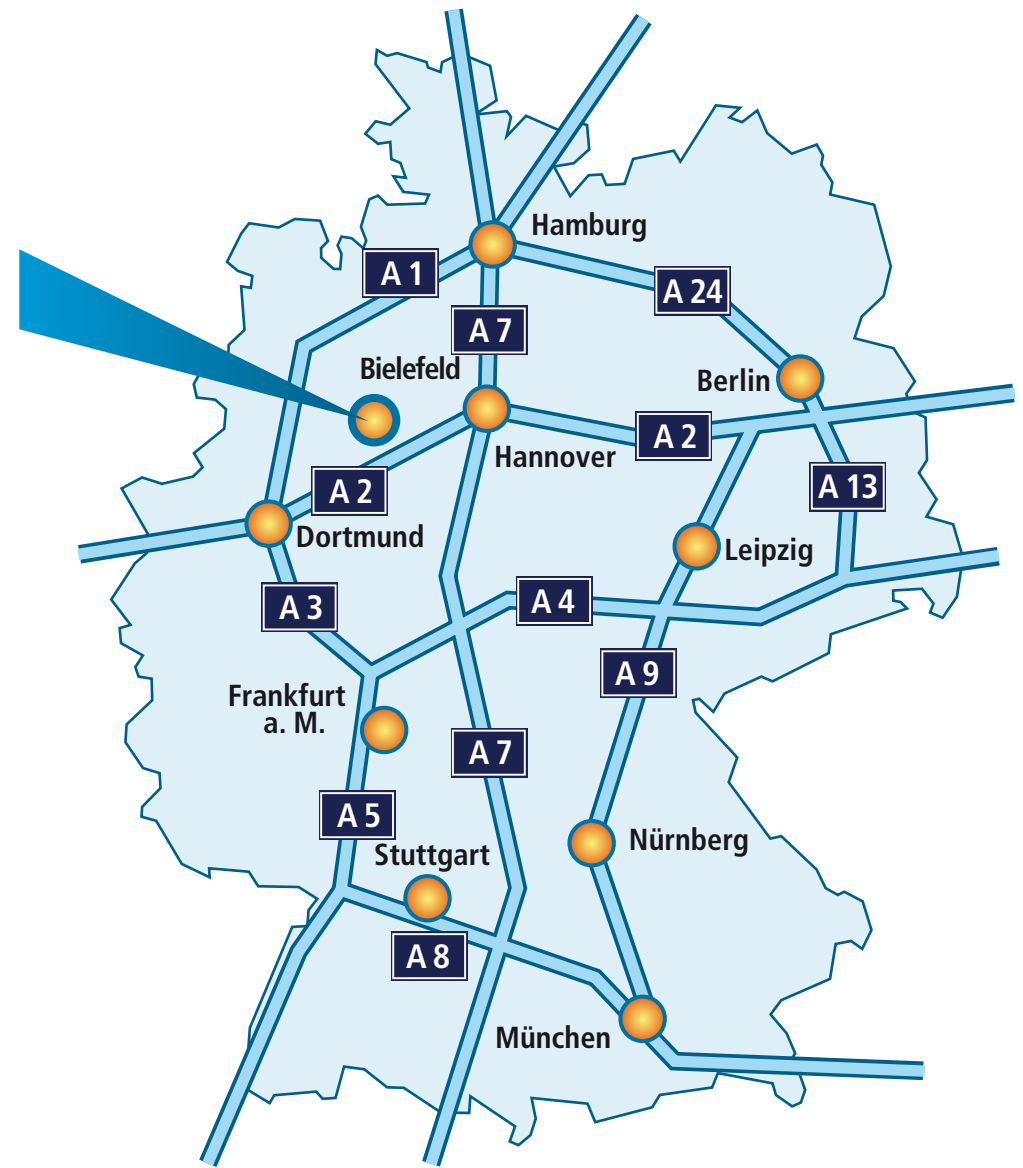 Hamburg
A 1
A 24
A 7
Bielefeld
Berlin
A 2
Hannover
A 2
A 13
Dortmund
Leipzig
A 3
A 4
A 9
Frankfurt
a. M.
A 7
A 5
Nürnberg
Stuttgart
A 8
München